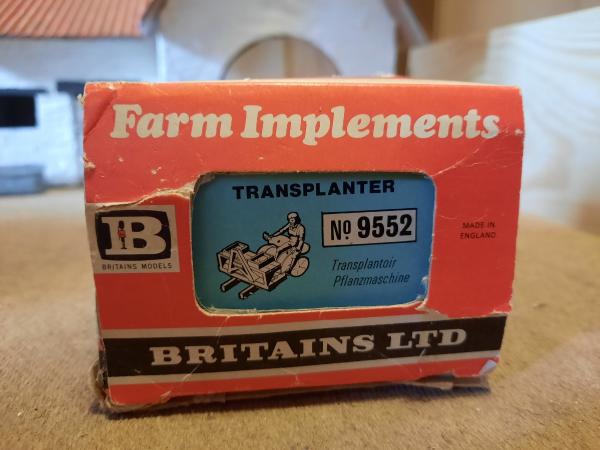 Farm Implements
TRANSPLANTER
Nº 9552
Transplantoir
Pflanzmaschine
B
BRITAINS MODELS
MADE IN
ENGLAND
BRITAINS LTD